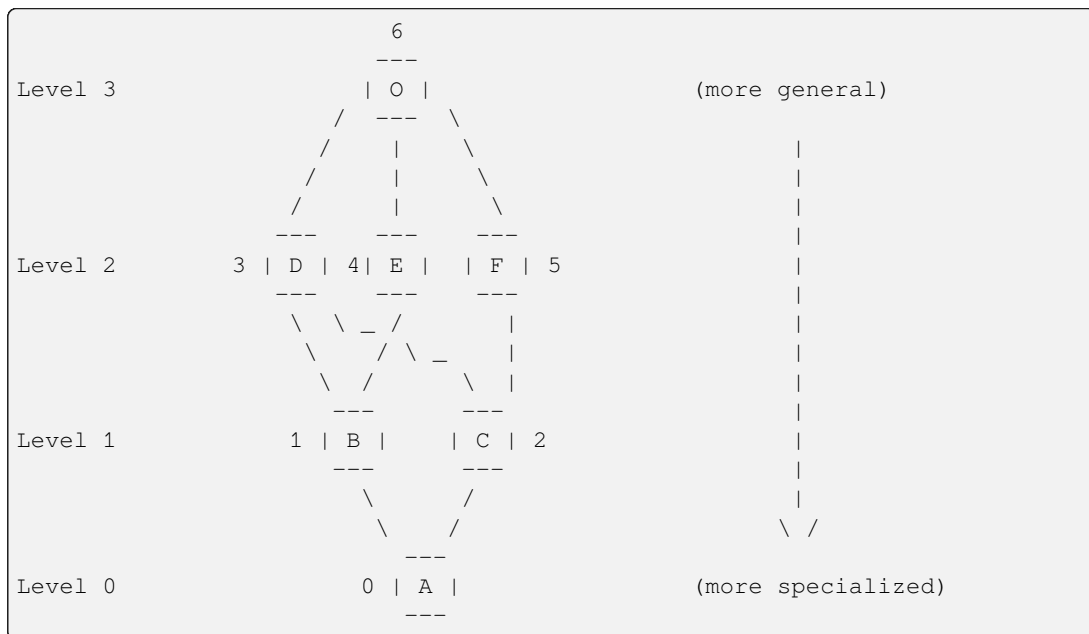 6
                         ---
Level 3                 | O |                  (more general)
                      /  ---  \
                     /    |    \                      |
                    /     |     \                     |
                   /      |      \                    |
                  ---    ---    ---                   |
Level 2        3 | D | 4| E |  | F | 5                |
                  ---    ---    ---                   |
                   \  \ _ /       |                   |
                    \    / \ _    |                   |
                     \  /      \  |                   |
                      ---      ---                    |
Level 1            1 | B |    | C | 2                 |
                      ---      ---                    |
                        \      /                      |
                         \    /                      \ /
                           ---
Level 0                 0 | A |                (more specialized)
                           ---